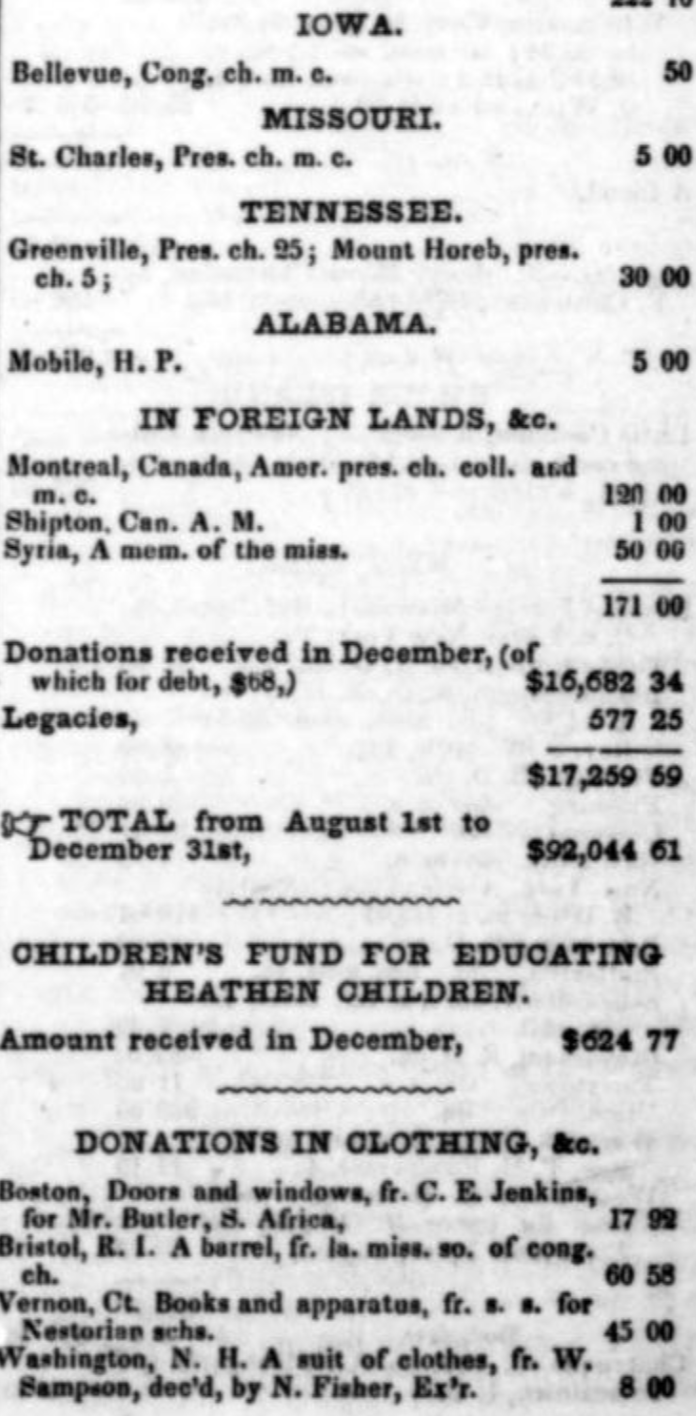 IOWA.
Bellevue, Cong. ch. m. c. 50
MISSOURI.
St. Charles, Pres. ch. m. c. 5 00
TENNESSEE.
Greenville, Pres. ch. 25; Mount Horeb, pres.
ch. 5; 30 00
ALABAMA.
Mobile, H. P. 5 00
IN FOREIGN LANDS, &c.
Montreal, Canada, Amer. pres. ch. coll. and
m. c. 120 00
Shipton, Can. A. M. 1 00
Syria, A mem. of the miss. 50 00
171 00
Donations received in December, (of
which for debt, $68,) $16,682 34
Legacies, 577 25
$17,259 59
☞ TOTAL from August 1st to
December 31st, $92,044 61
CHILDREN'S FUND FOR EDUCATING
HEATHEN CHILDREN.
Amount received in December, $624 77
DONATIONS IN CLOTHING, &c.
Boston, Doors and windows, fr. C. E. Jenkins,
for Mr. Butler, S. Africa, 17 92
Bristol, R. I. A barrel, fr. la. miss. so. of cong.
ch. 60 58
Vernon, Ct. Books and apparatus, fr. s. s. for
Nestorian schs. 45 00
Washington, N. H. A suit of clothes, fr. W.
Sampson, dec'd, by N. Fisher, Ex'r. 8 00